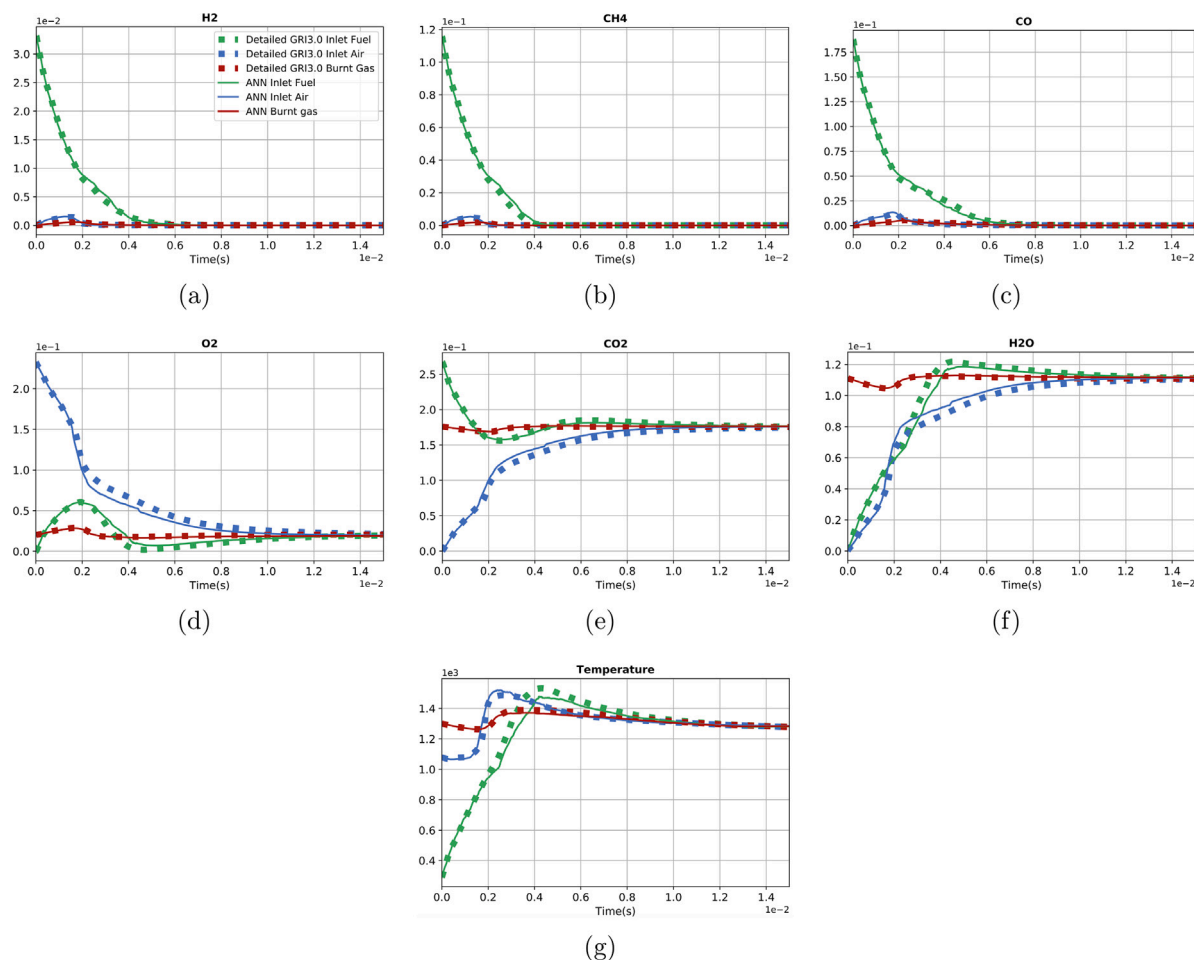 H2
1e−2
3.0
2.5
2.0
1.5
1.0
0.5
0.0
Detailed GRI3.0 Inlet Fuel
Detailed GRI3.0 Inlet Air
Detailed GRI3.0 Burnt Gas
ANN Inlet Fuel
ANN Inlet Air
ANN Burnt gas
0.0 0.2 0.4 0.6 0.8 1.0 1.2 1.4
Time(s)
1e−2
(a)
CH4
1e−1
1.2
1.0
0.8
0.6
0.4
0.2
0.0
0.0 0.2 0.4 0.6 0.8 1.0 1.2 1.4
Time(s)
1e−2
(b)
CO
1e−1
1.75
1.50
1.25
1.00
0.75
0.50
0.25
0.00
0.0 0.2 0.4 0.6 0.8 1.0 1.2 1.4
Time(s)
1e−2
(c)
O2
1e−1
2.0
1.5
1.0
0.5
0.0
0.0 0.2 0.4 0.6 0.8 1.0 1.2 1.4
Time(s)
1e−2
(d)
CO2
1e−1
2.5
2.0
1.5
1.0
0.5
0.0
0.0 0.2 0.4 0.6 0.8 1.0 1.2 1.4
Time(s)
1e−2
(e)
H2O
1e−1
1.2
1.0
0.8
0.6
0.4
0.2
0.0
0.0 0.2 0.4 0.6 0.8 1.0 1.2 1.4
Time(s)
1e−2
(f)
Temperature
1e3
1.4
1.2
1.0
0.8
0.6
0.4
0.0 0.2 0.4 0.6 0.8 1.0 1.2 1.4
Time(s)
1e−2
(g)